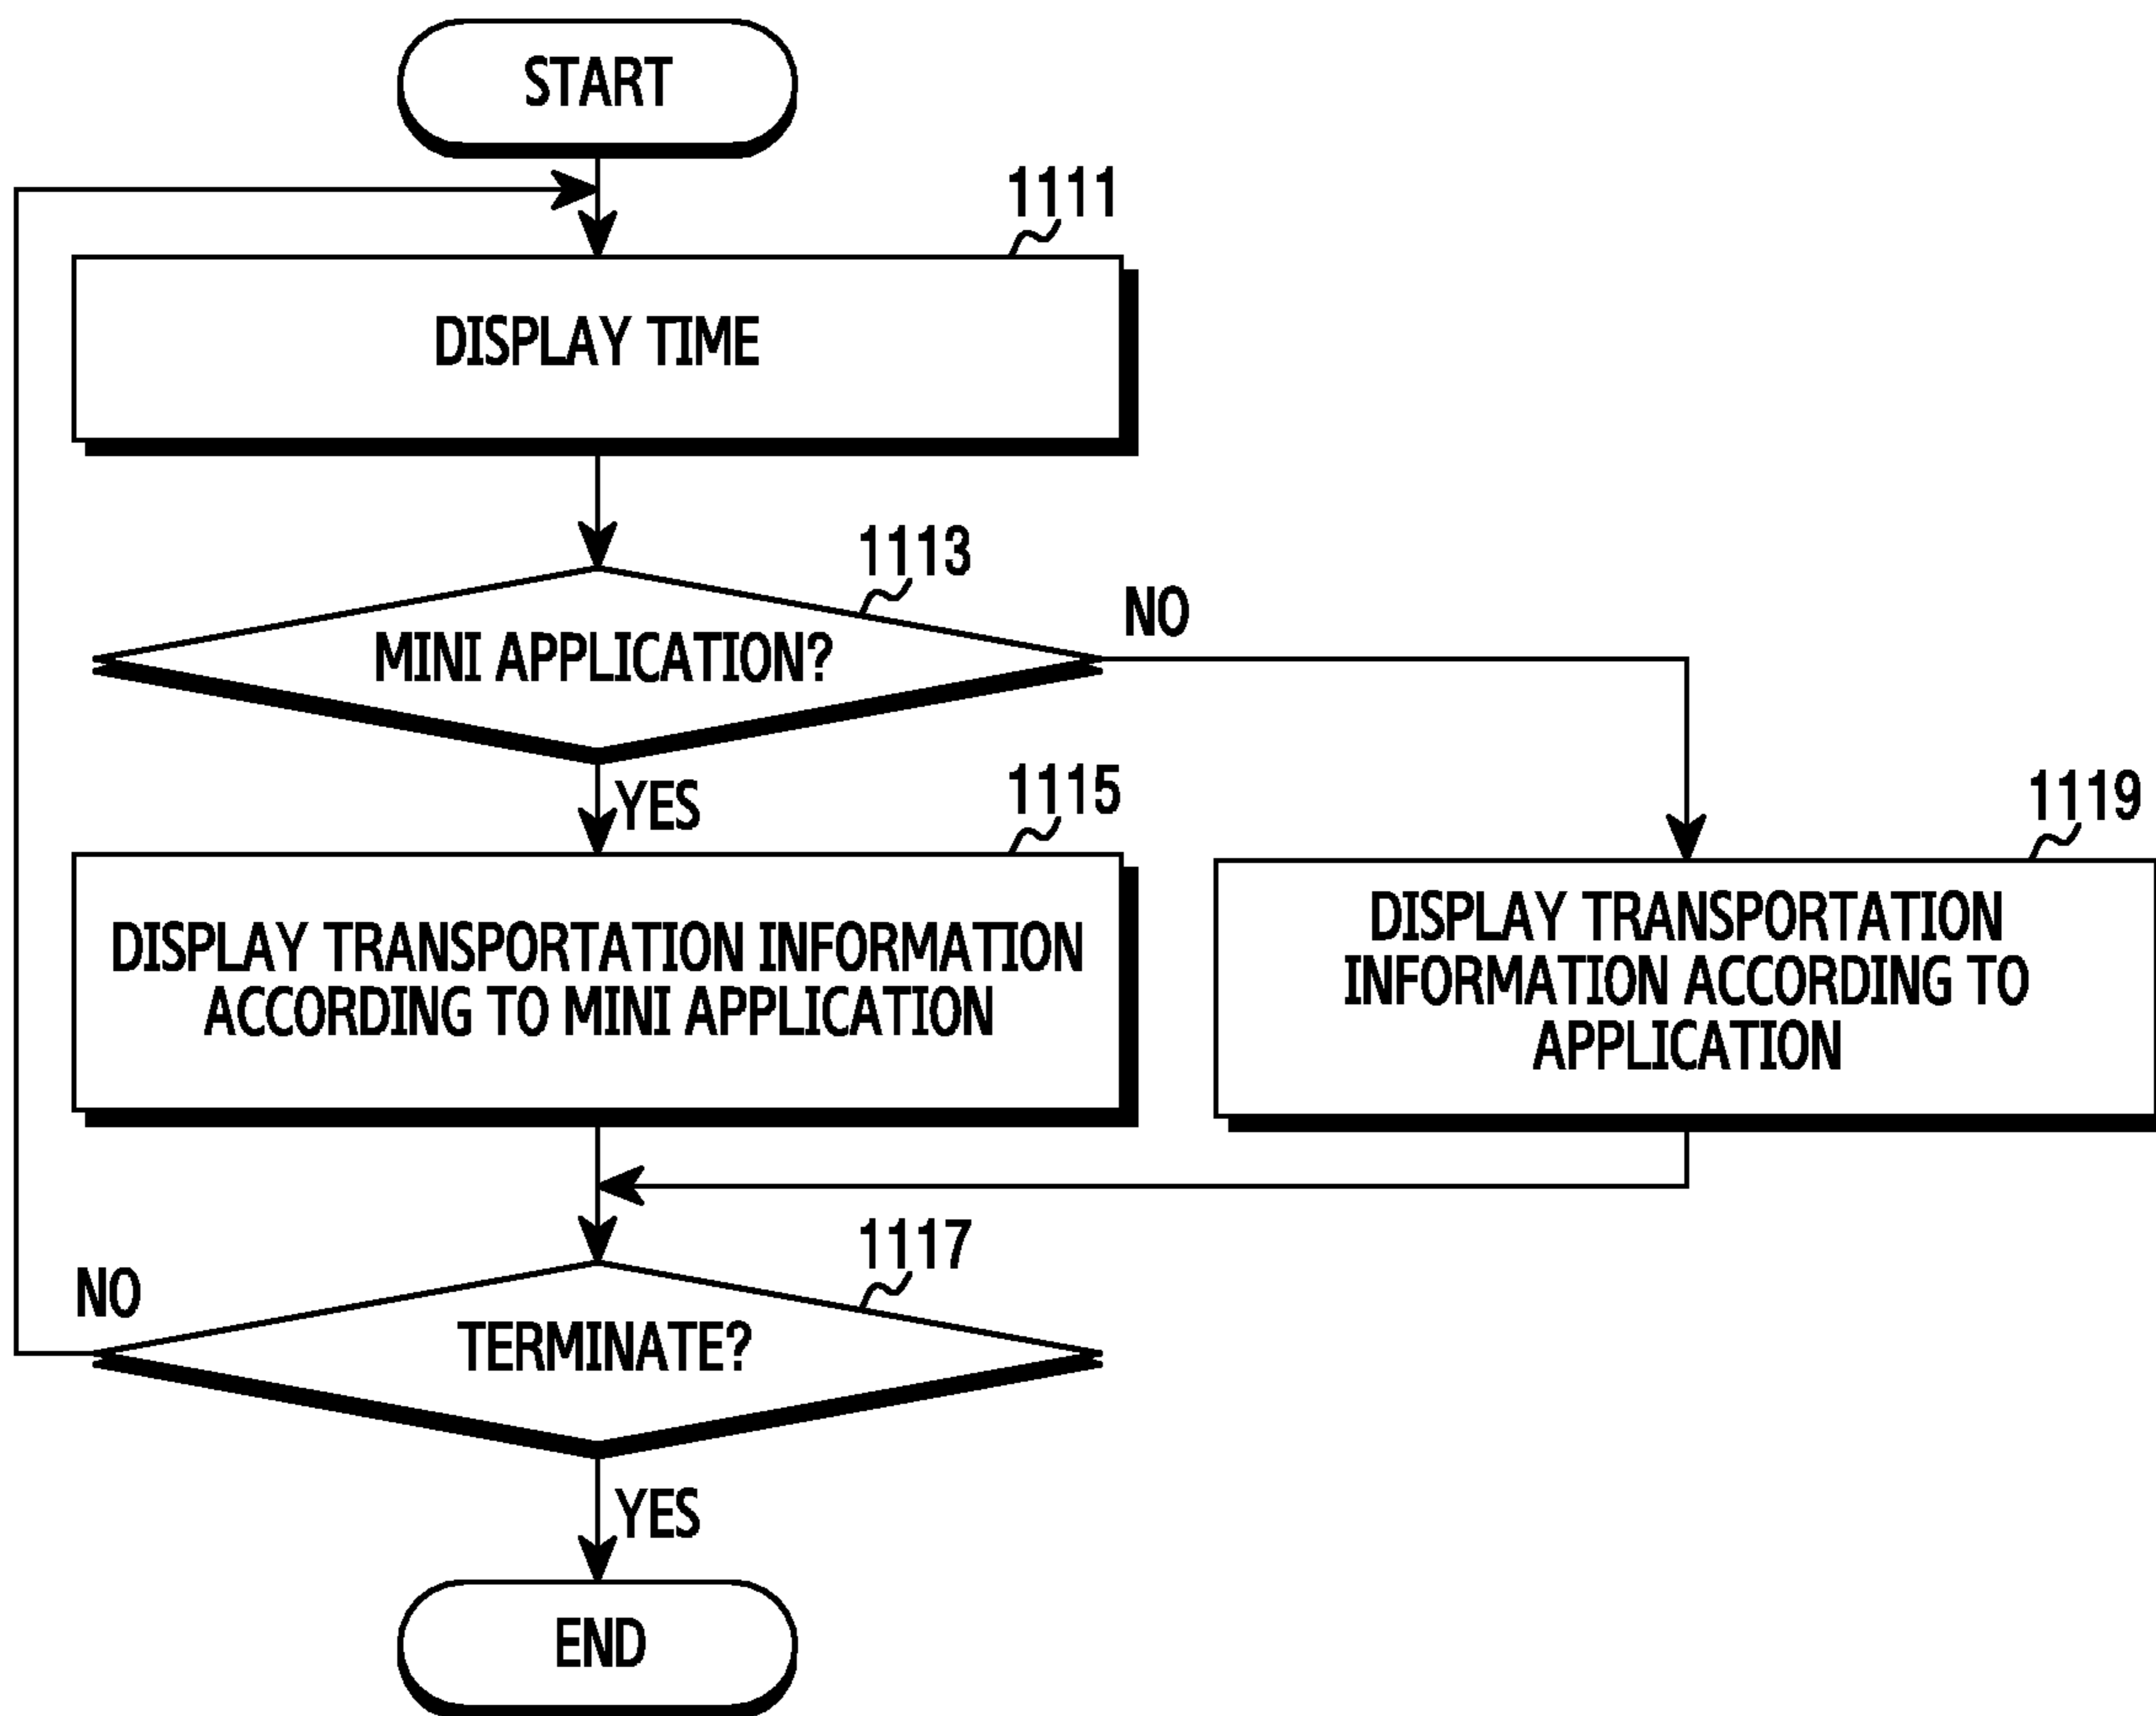 START
1111
DISPLAY TIME
1113
MINI APPLICATION?
NO
YES
1115
DISPLAY TRANSPORTATION INFORMATION
ACCORDING TO MINI APPLICATION
1119
DISPLAY TRANSPORTATION
INFORMATION ACCORDING TO
APPLICATION
1117
TERMINATE?
NO
YES
END